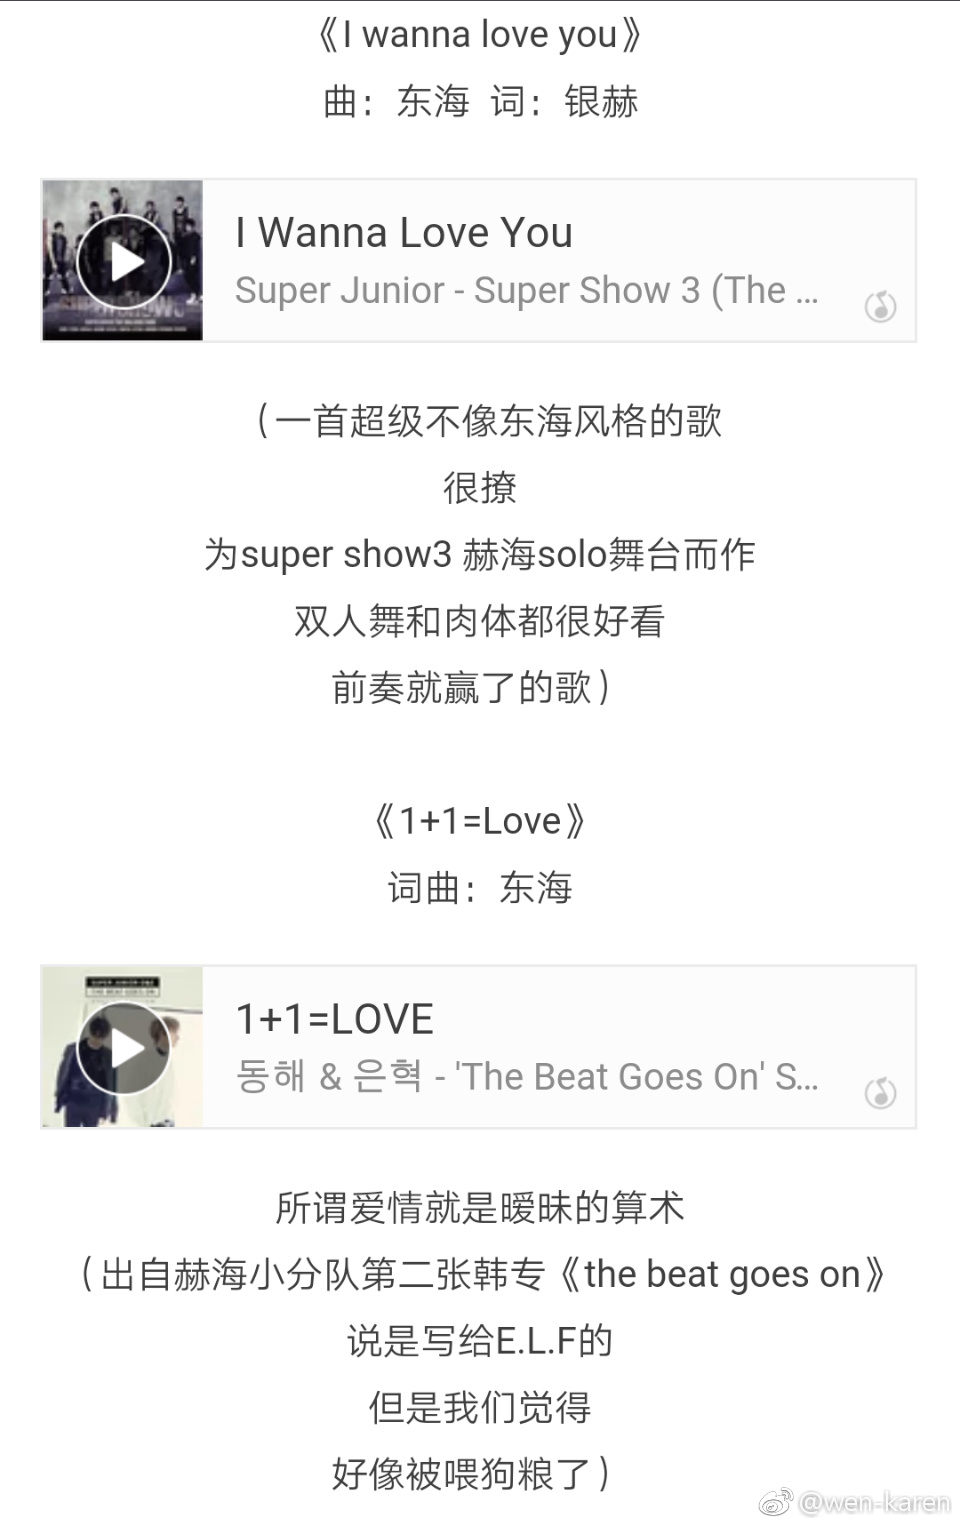 《I wanna love you》
曲：东海 词：银赫
I Wanna Love You
Super Junior - Super Show 3 (The ...
（一首超级不像东海风格的歌
很撩
为super show3 赫海solo舞台而作
双人舞和肉体都很好看
前奏就赢了的歌）
《1+1=Love》
词曲：东海
1+1=LOVE
동해 & 은혁 - 'The Beat Goes On' S...
所谓爱情就是暧昧的算术
（出自赫海小分队第二张韩专《the beat goes on》
说是写给E.L.F的
但是我们觉得
好像被喂狗粮了）
@wen-karen